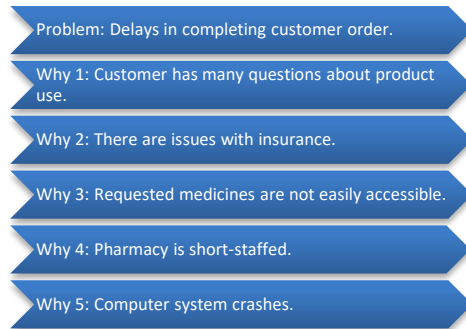 Problem: Delays in completing customer order.
Why 1: Customer has many questions about product
use.
Why 2: There are issues with insurance.
Why 3: Requested medicines are not easily accessible.
Why 4: Pharmacy is short-staffed.
Why 5: Computer system crashes.